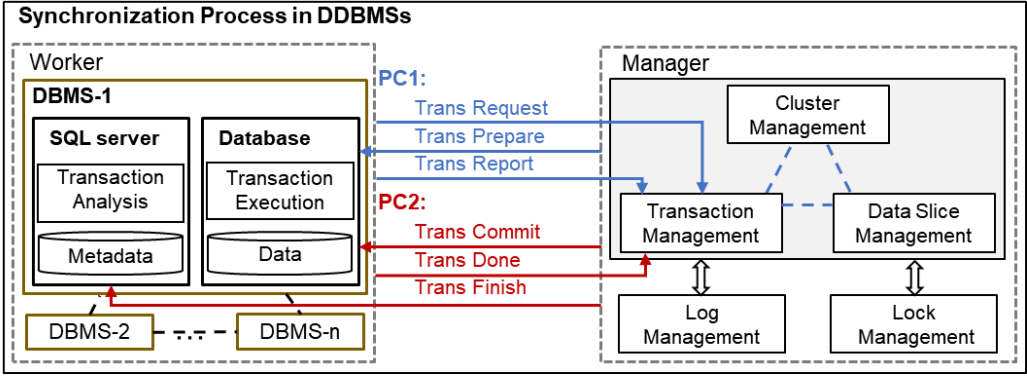 Synchronization Process in DDBMSs
Worker
DBMS-1
SQL server
Transaction
Analysis
Metadata
Database
Transaction
Execution
Data
DBMS-2
...
DBMS-n
PC1:
Trans Request
Trans Prepare
Trans Report
PC2:
Trans Commit
Trans Done
Trans Finish
Manager
Cluster
Management
Transaction
Management
Data Slice
Management
Log
Management
Lock
Management